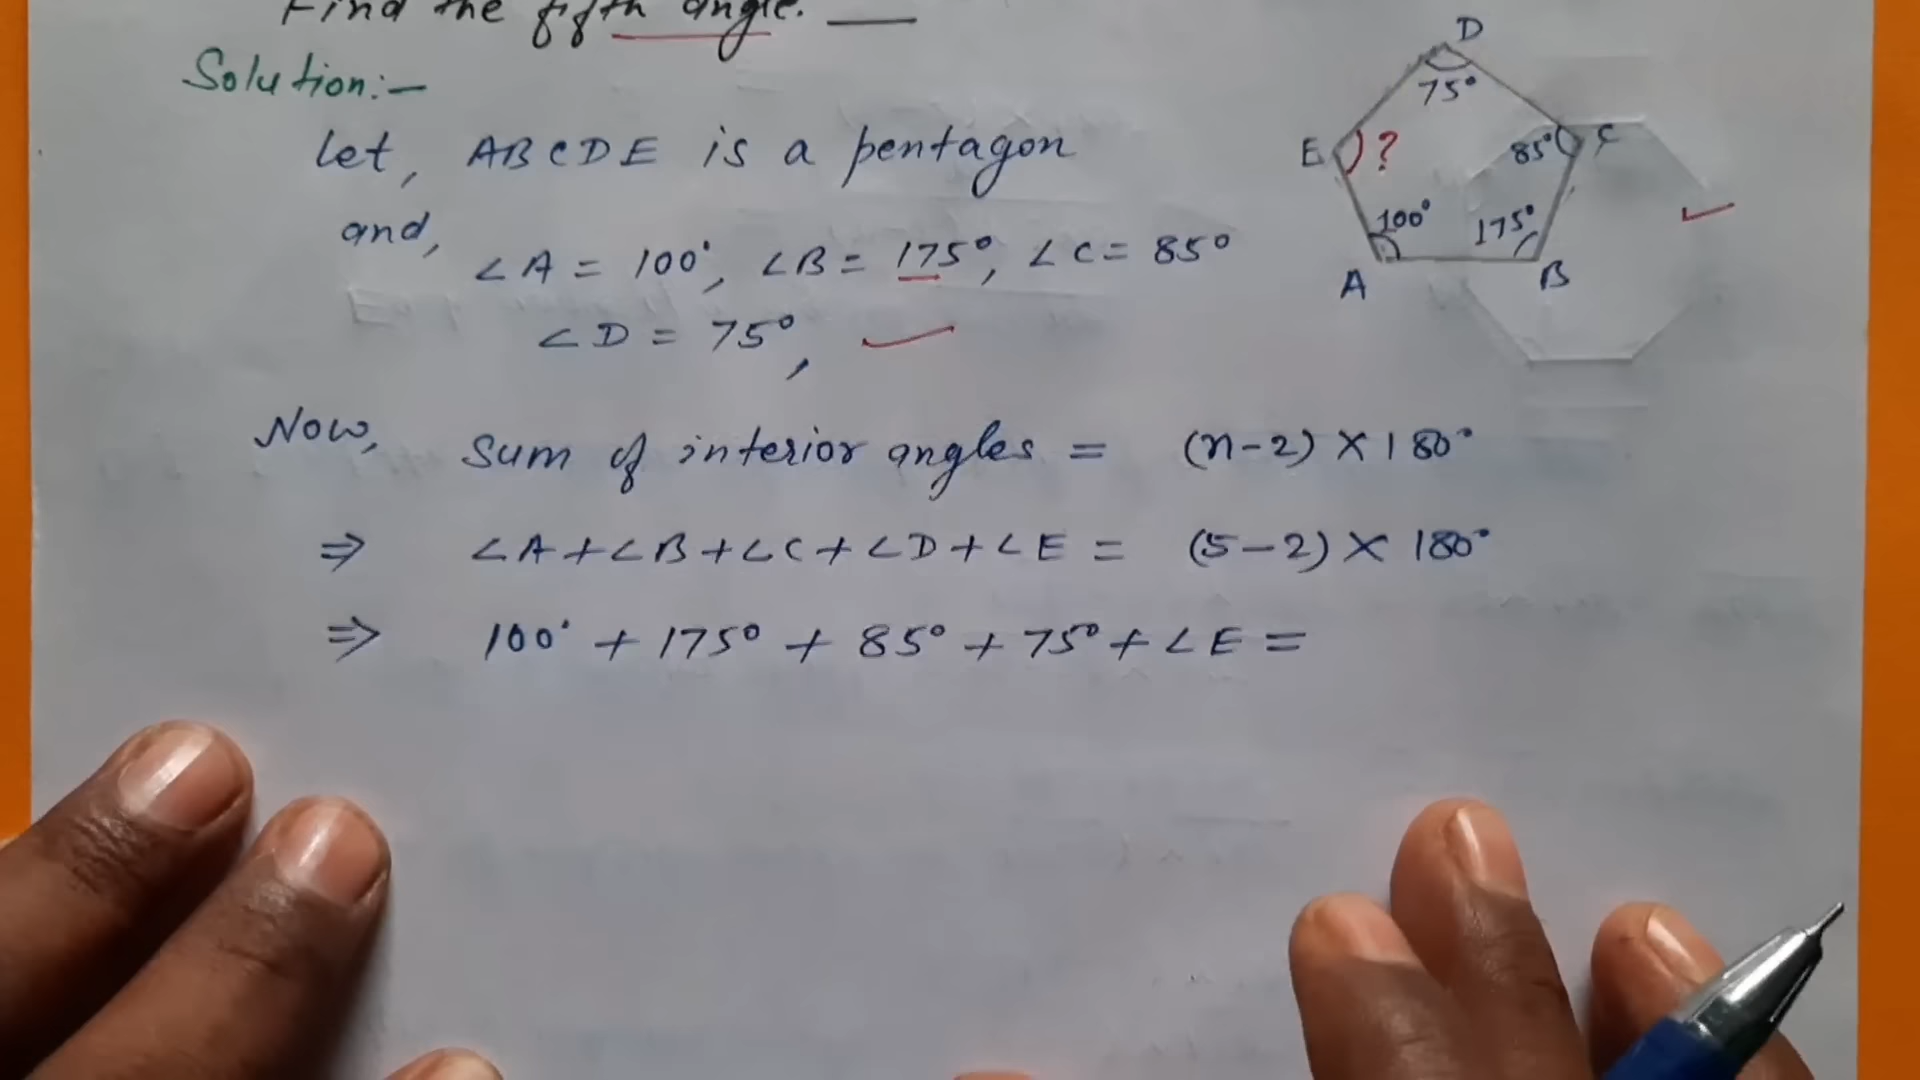 Find the fifth angle.
Solution:-
Let, ABCDE is a pentagon
and,
∠A = 100°, ∠B = 175°, ∠C = 85°
∠D = 75°,
Now, Sum of interior angles = (n-2) × 180°
⇒ ∠A + ∠B + ∠C + ∠D + ∠E = (5-2) × 180°
⇒ 100° + 175° + 85° + 75° + ∠E =
D
75°
E ? 85° C
100° 175°
A B